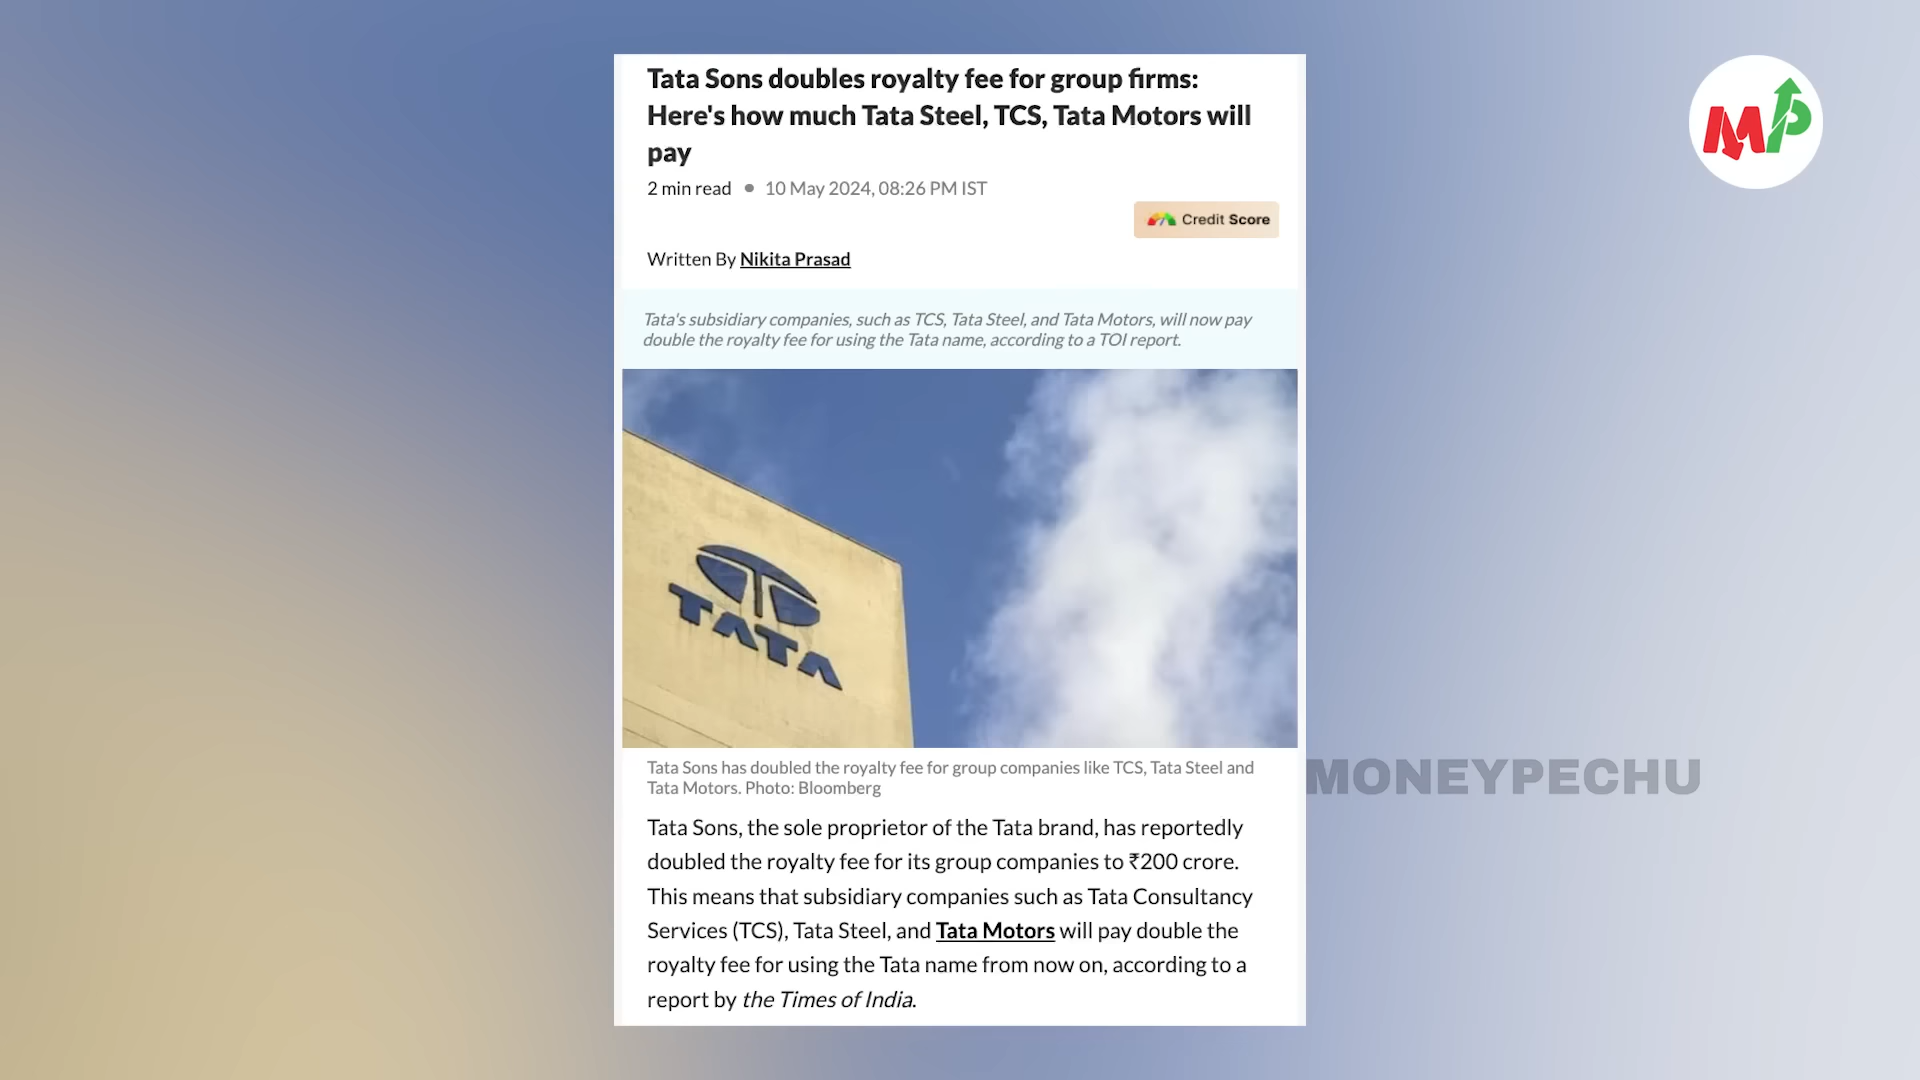 Tata Sons doubles royalty fee for group firms:
Here's how much Tata Steel, TCS, Tata Motors will
pay
2 min read ● 10 May 2024, 08:26 PM IST
Credit Score
Written By Nikita Prasad
Tata's subsidiary companies, such as TCS, Tata Steel, and Tata Motors, will now pay
double the royalty fee for using the Tata name, according to a TOI report.
TATA
Tata Sons has doubled the royalty fee for group companies like TCS, Tata Steel and
Tata Motors. Photo: Bloomberg
Tata Sons, the sole proprietor of the Tata brand, has reportedly
doubled the royalty fee for its group companies to ₹200 crore.
This means that subsidiary companies such as Tata Consultancy
Services (TCS), Tata Steel, and Tata Motors will pay double the
royalty fee for using the Tata name from now on, according to a
report by the Times of India.
MP
MONEYPECHU